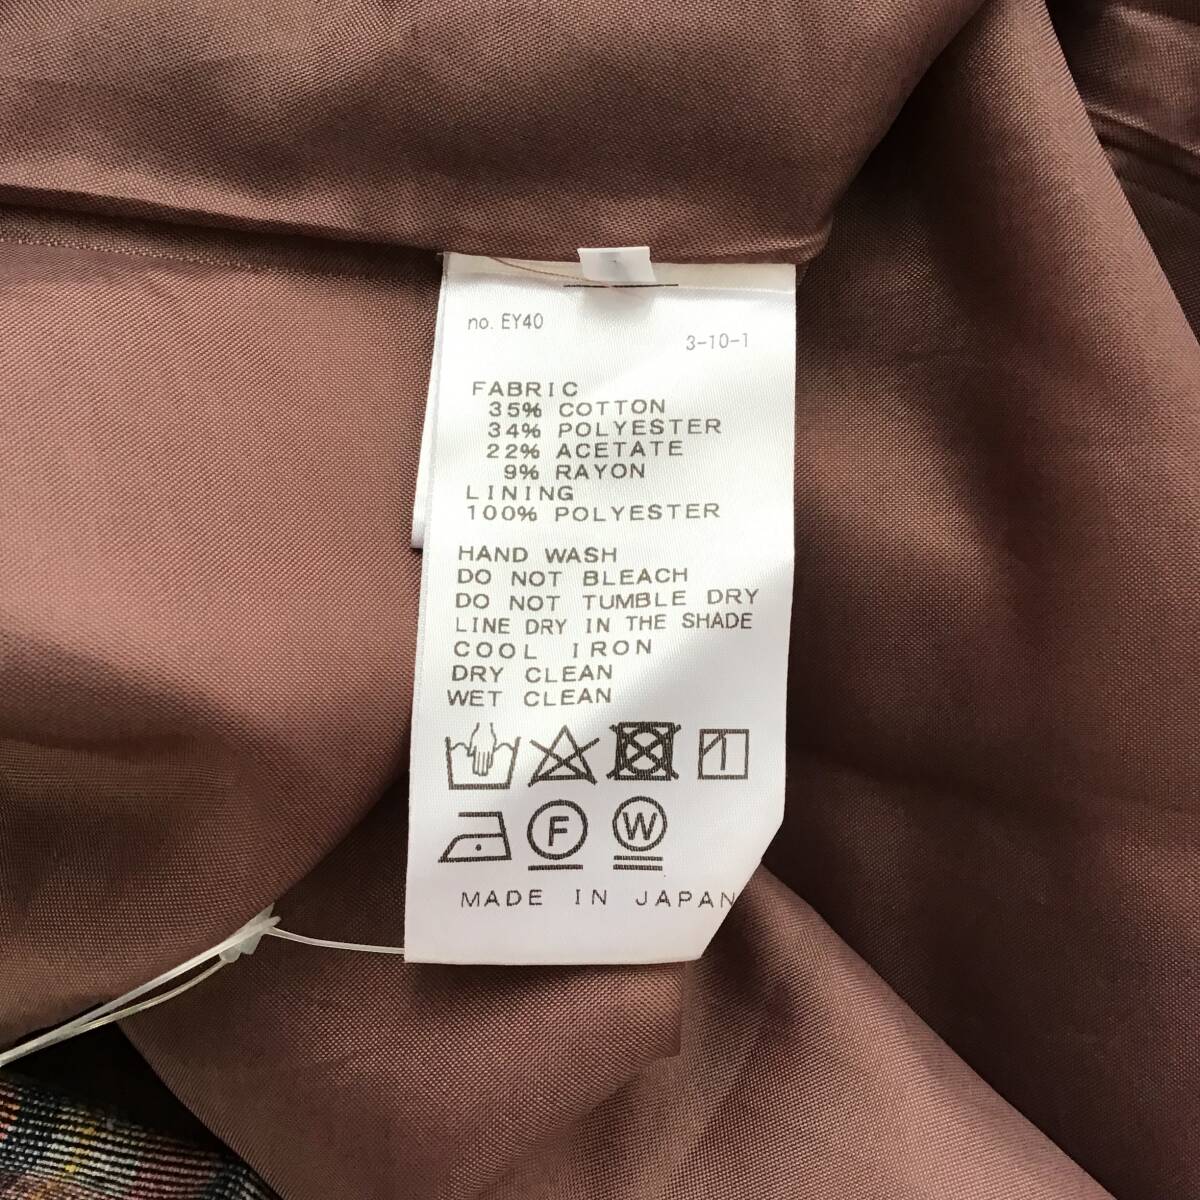 no. EY40
3-10-1
FABRIC
35% COTTON
34% POLYESTER
22% ACETATE
9% RAYON
LINING
100% POLYESTER
HAND WASH
DO NOT BLEACH
DO NOT TUMBLE DRY
LINE DRY IN THE SHADE
COOL IRON
DRY CLEAN
WET CLEAN
F
W
MADE IN JAPAN